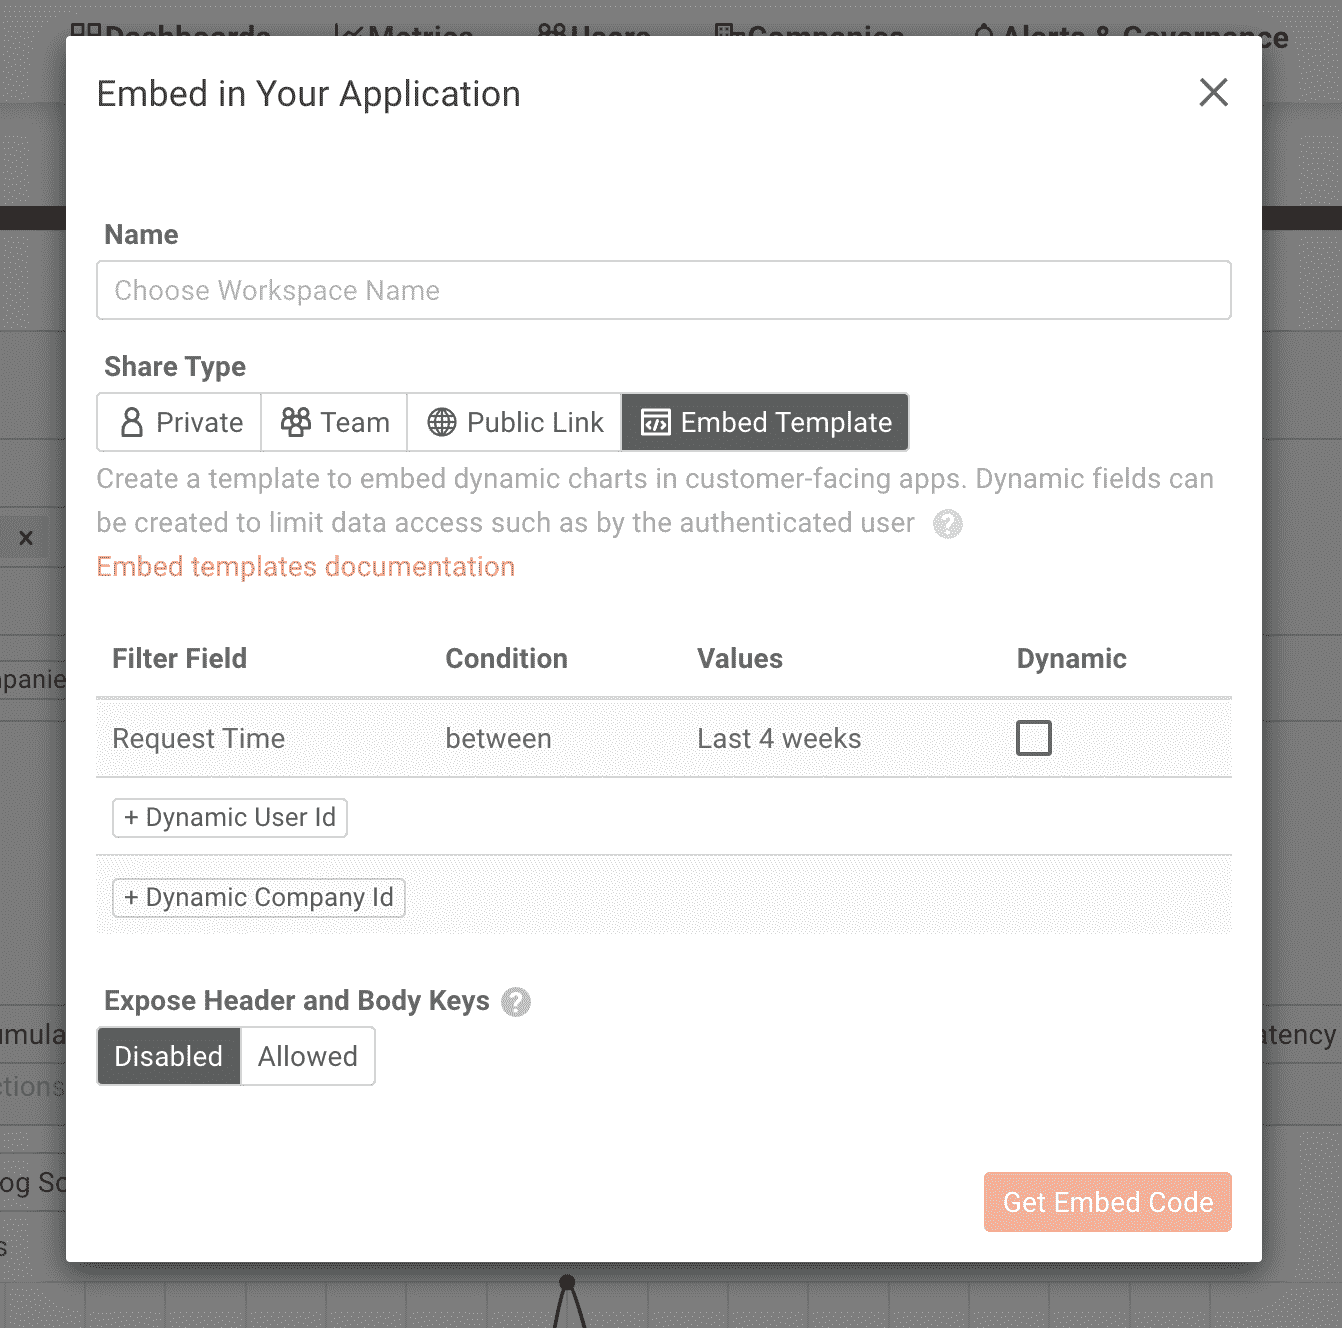 Dashboards Metrics Users Companies Alerts & Governance
Embed in Your Application
Name
Choose Workspace Name
Share Type
Private Team Public Link Embed Template
Create a template to embed dynamic charts in customer-facing apps. Dynamic fields can
be created to limit data access such as by the authenticated user ?
Embed templates documentation
Filter Field Condition Values Dynamic
panie
Request Time between Last 4 weeks
+ Dynamic User Id
+ Dynamic Company Id
Expose Header and Body Keys ?
umula
atency
Disabled Allowed
ctions
og Sc
Get Embed Code
s